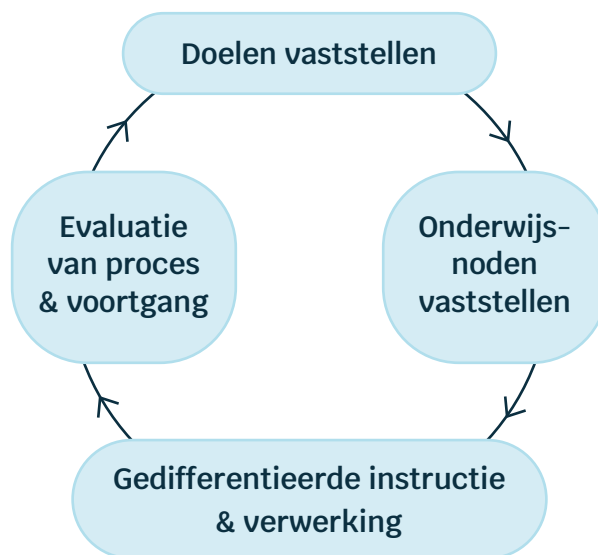 Doelen vaststellen
Onderwijs-
noden
vaststellen
Gedifferentieerde instructie
& verwerking
Evaluatie
van proces
& voortgang